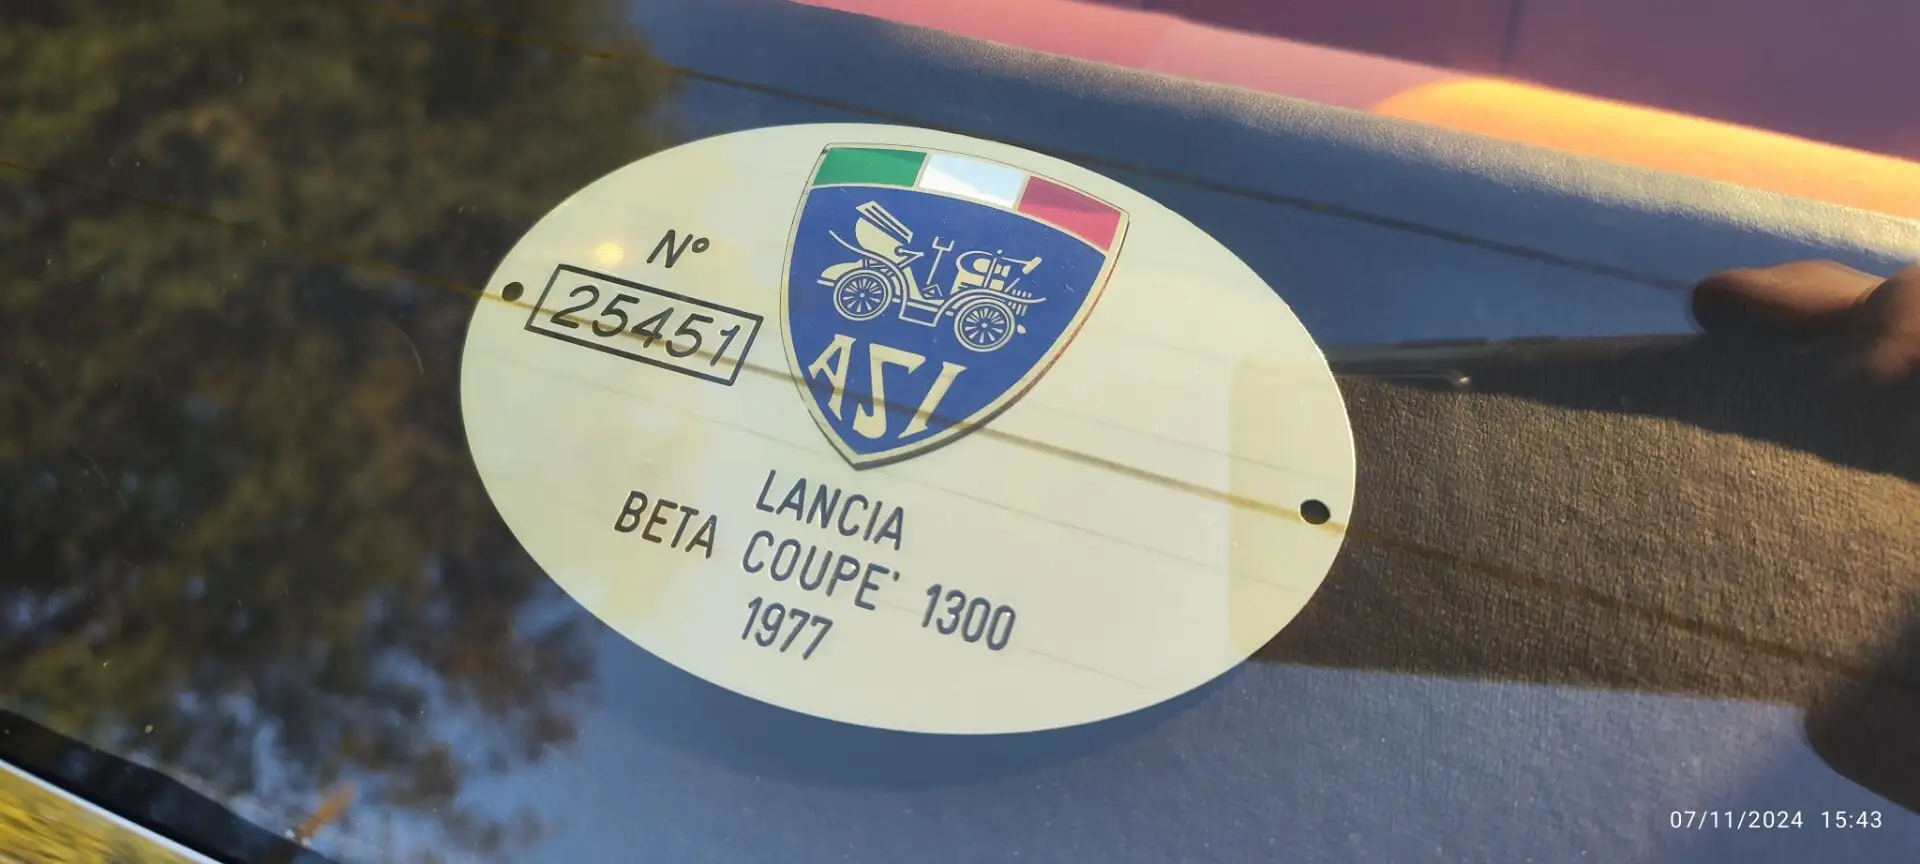 N°
25451
ASI
LANCIA
BETA COUPE' 1300
1977
07/11/2024 15:43